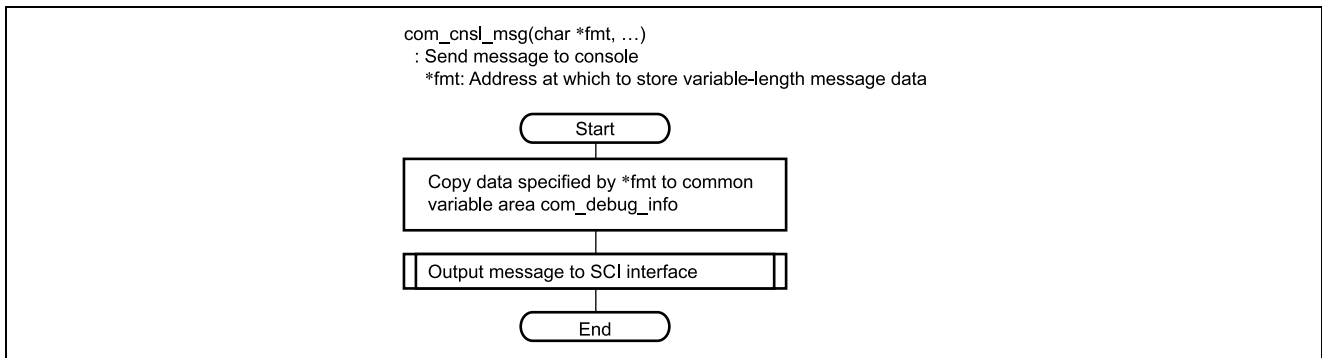 com_cnsl_msg(char *fmt, …)
: Send message to console
*fmt: Address at which to store variable-length message data
Start
Copy data specified by *fmt to common
variable area com_debug_info
Output message to SCI interface
End